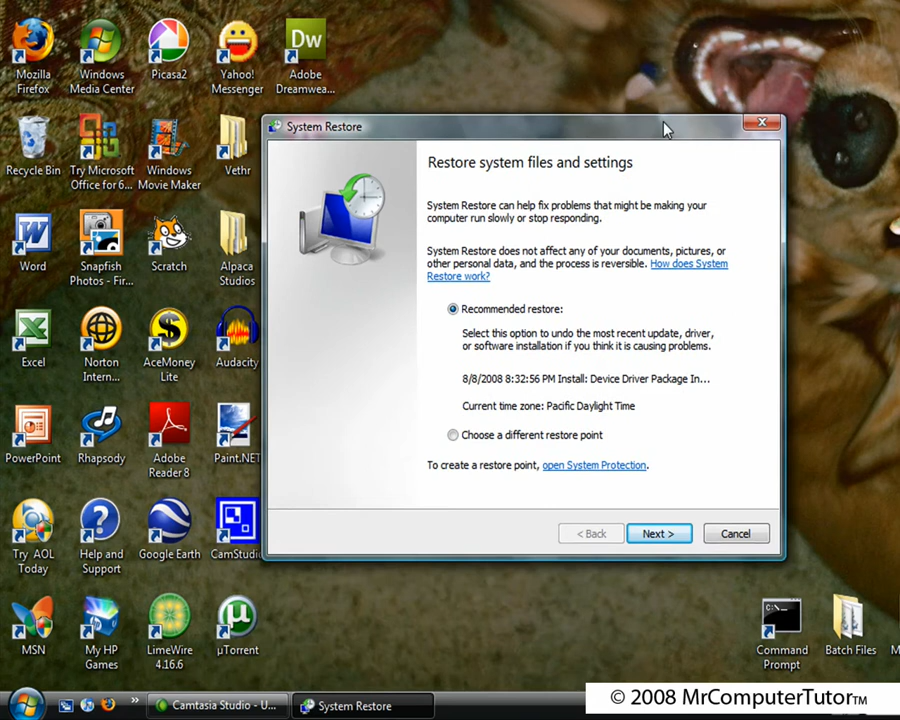 Mozilla
Firefox
Windows
Media Center
Picasa2
Yahoo!
Messenger
Dw
Adobe
Dreamwea...
Recycle Bin
Try Microsoft
Office for 6...
Windows
Movie Maker
Vethr
Word
Snapfish
Photos - Fir...
Scratch
Alpaca
Studios
Excel
Norton
Intern...
AceMoney
Lite
Audacity
PowerPoint
Rhapsody
Adobe
Reader 8
Paint.NET
Try AOL
Today
Help and
Support
Google Earth
CamStudio
MSN
My HP
Games
LimeWire
4.16.6
µTorrent
System Restore
Restore system files and settings
System Restore can help fix problems that might be making your
computer run slowly or stop responding.
System Restore does not affect any of your documents, pictures, or
other personal data, and the process is reversible. How does System
Restore work?
Recommended restore:
Select this option to undo the most recent update, driver,
or software installation if you think it is causing problems.
8/8/2008 8:32:56 PM Install: Device Driver Package In...
Current time zone: Pacific Daylight Time
Choose a different restore point
To create a restore point, open System Protection.
< Back
Next >
Cancel
C:\_
Command
Prompt
Batch Files
M
» Camtasia Studio - U...
System Restore
© 2008 MrComputerTutor™